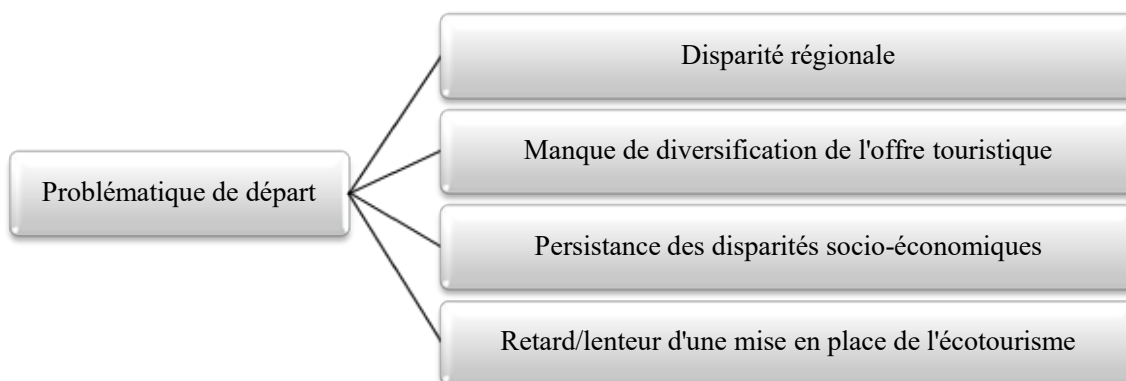 Disparité régionale
Manque de diversification de l'offre touristique
Problématique de départ
Persistance des disparités socio-économiques
Retard/lenteur d'une mise en place de l'écotourisme